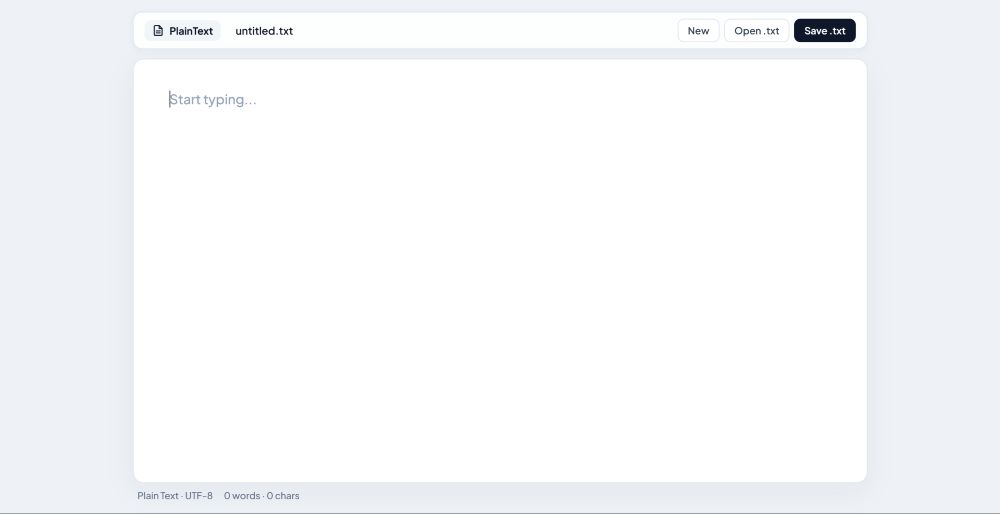 PlainText untitled.txt New Open .txt Save .txt
Start typing...
Plain Text · UTF-8 0 words · 0 chars